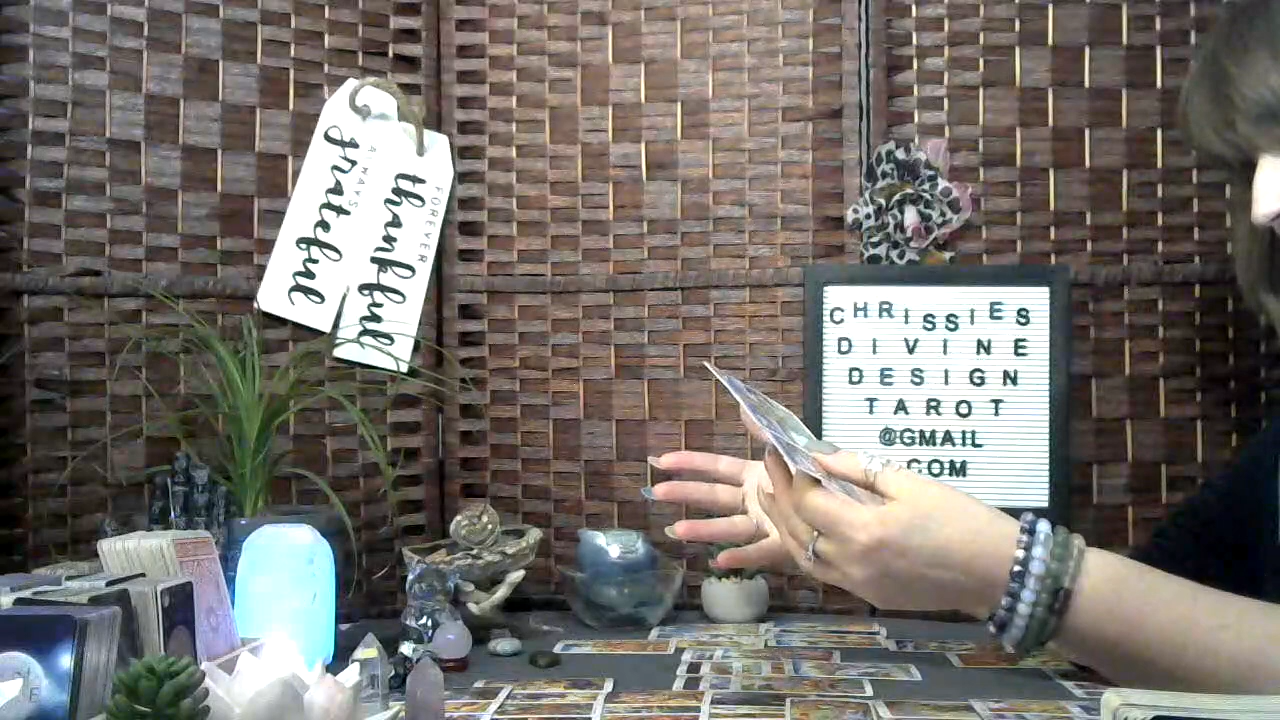 FOREVER
thankful
ALWAYS
grateful
CHRISSIES
DIVINE
DESIGN
TAROT
@GMAIL
.COM